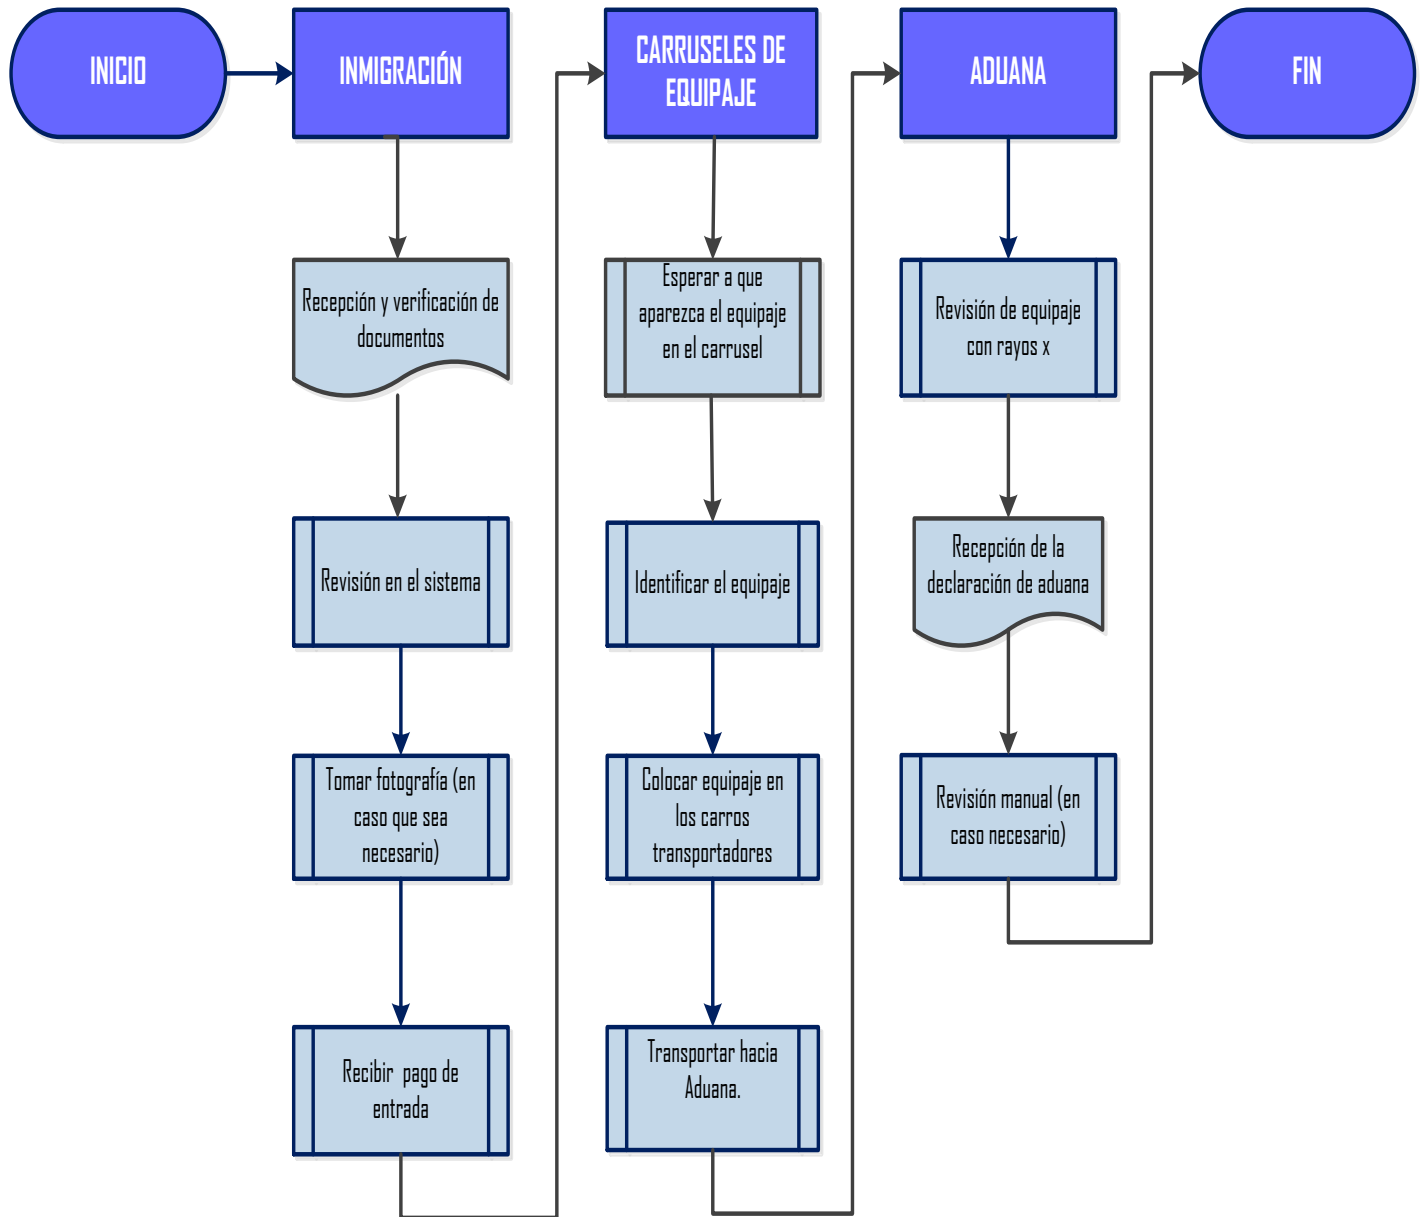 INICIO
INMIGRACIÓN
Recepción y verificación de
documentos
Revisión en el sistema
Tomar fotografía (en
caso que sea
necesario)
Recibir pago de
entrada
CARRUSELES DE
EQUIPAJE
Esperar a que
aparezca el equipaje
en el carrusel
Identificar el equipaje
Colocar equipaje en
los carros
transportadores
Transportar hacia
Aduana.
ADUANA
Revisión de equipaje
con rayos x
Recepción de la
declaración de aduana
Revisión manual (en
caso necesario)
FIN